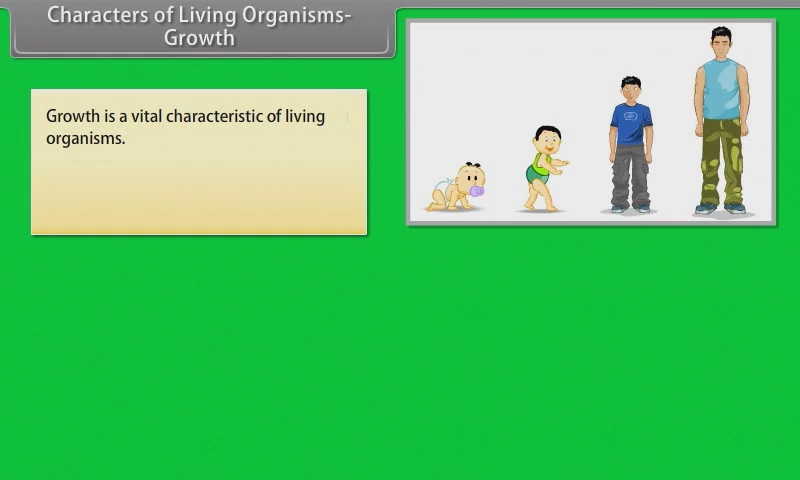 Characters of Living Organisms-
Growth
Growth is a vital characteristic of living
organisms.